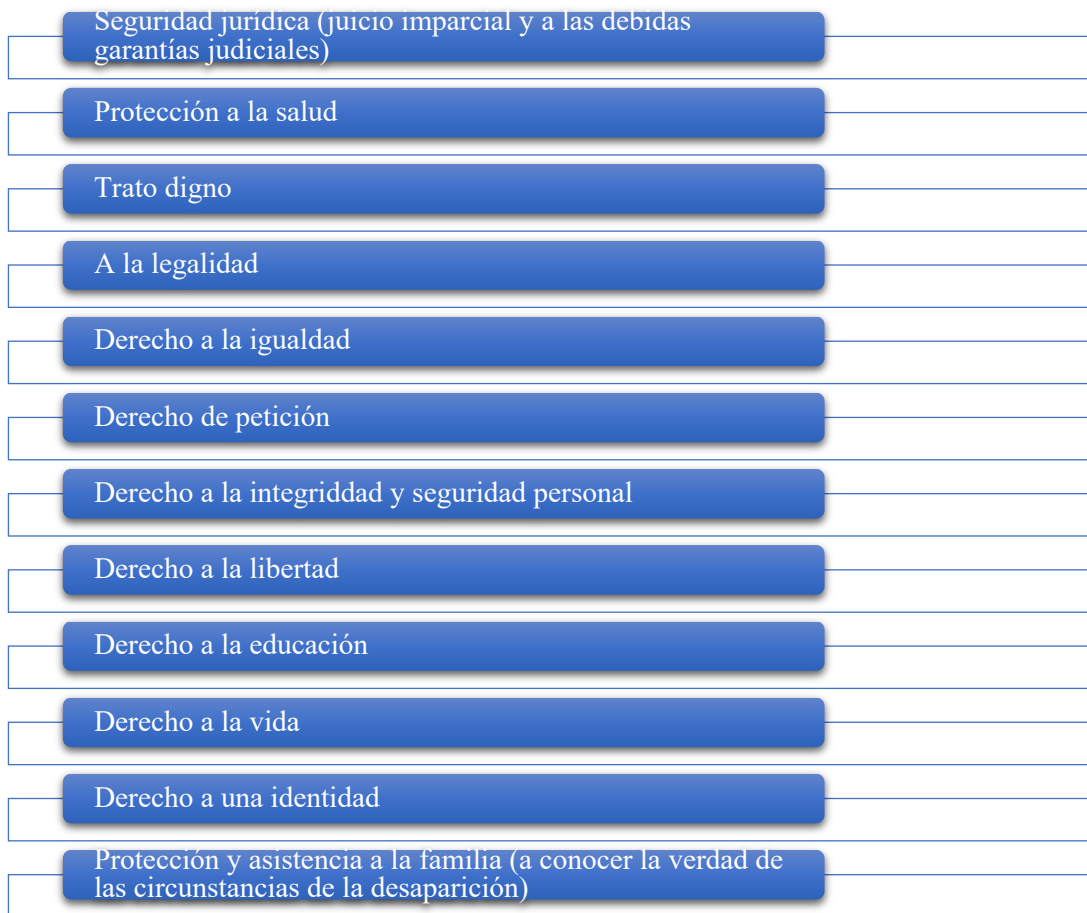 Seguridad jurídica (juicio imparcial y a las debidas
garantías judiciales)
Protección a la salud
Trato digno
A la legalidad
Derecho a la igualdad
Derecho de petición
Derecho a la integriddad y seguridad personal
Derecho a la libertad
Derecho a la educación
Derecho a la vida
Derecho a una identidad
Protección y asistencia a la familia (a conocer la verdad de
las circunstancias de la desaparición)